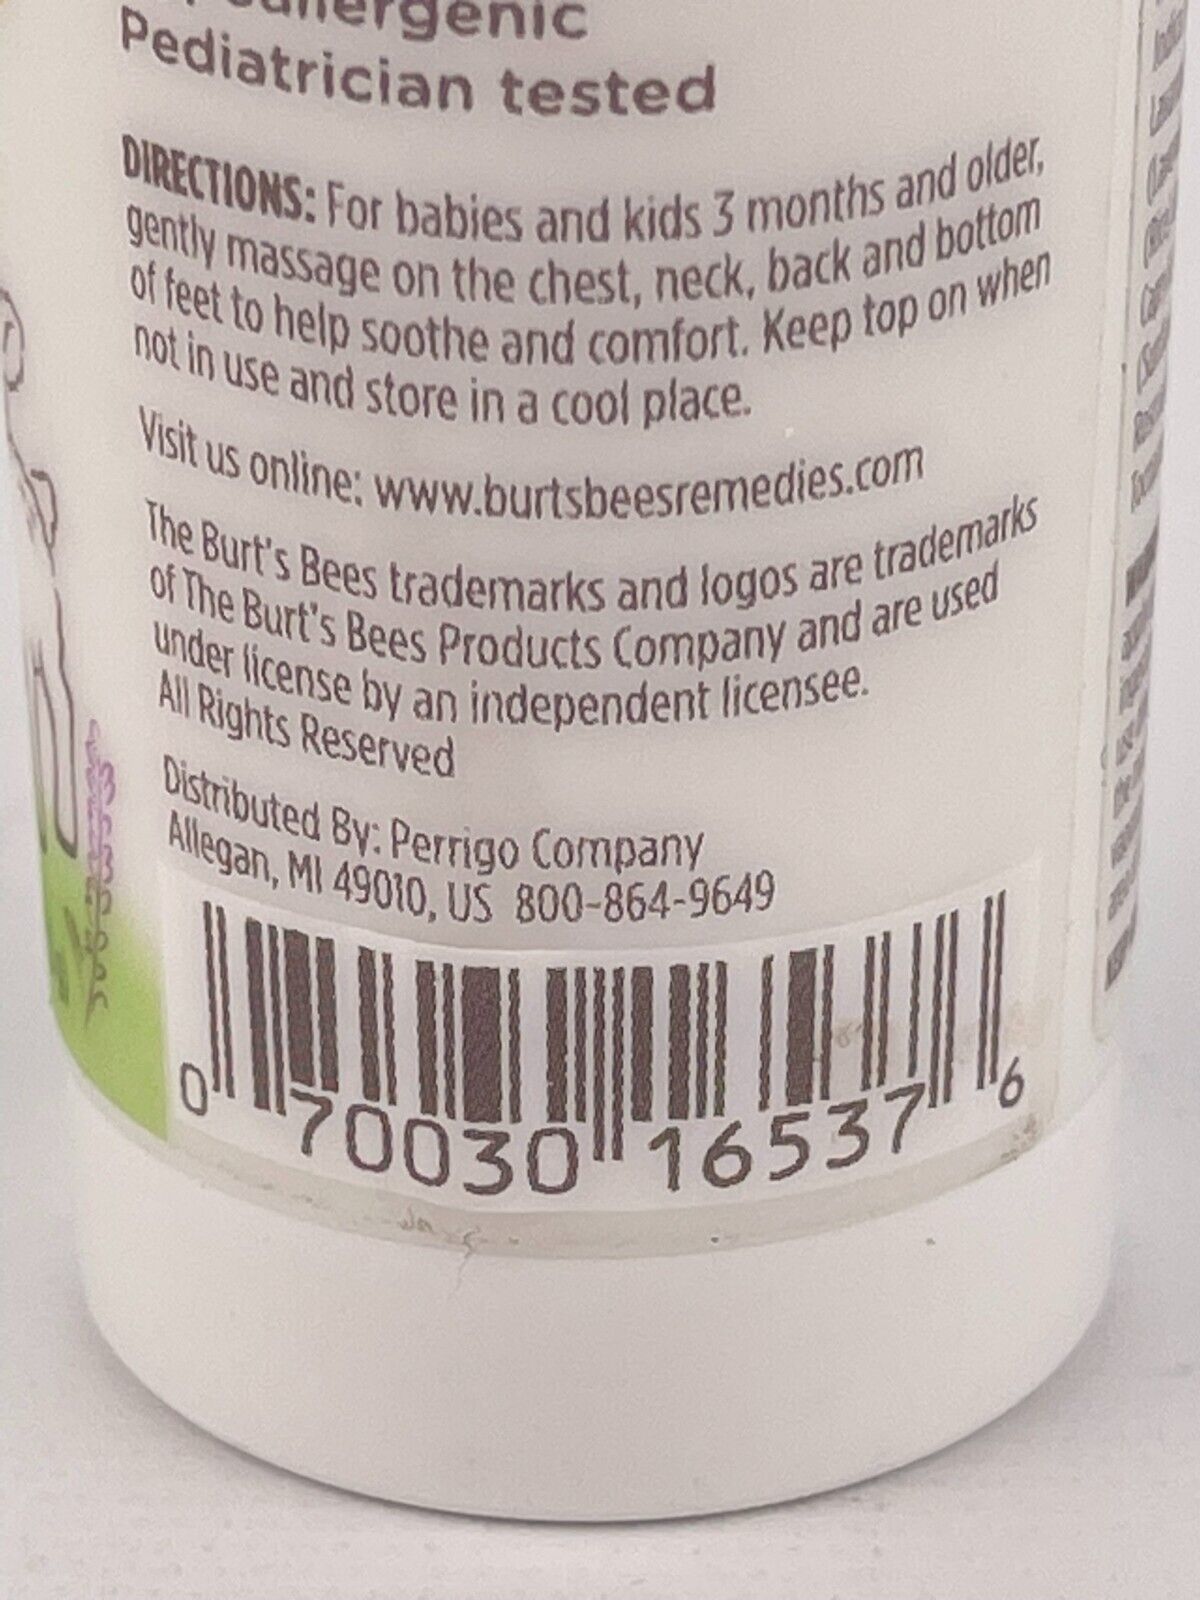 Pediatrician tested
DIRECTIONS: For babies and kids 3 months and older,
gently massage on the chest, neck, back and bottom
of feet to help soothe and comfort. Keep top on when
not in use and store in a cool place.
Visit us online: www.burtsbeesremedies.com
The Burt's Bees trademarks and logos are trademarks
of The Burt's Bees Products Company and are used
under license by an independent licensee.
All Rights Reserved
Distributed By: Perrigo Company
Allegan, MI 49010, US 800-864-9649
0 70030 16537 6